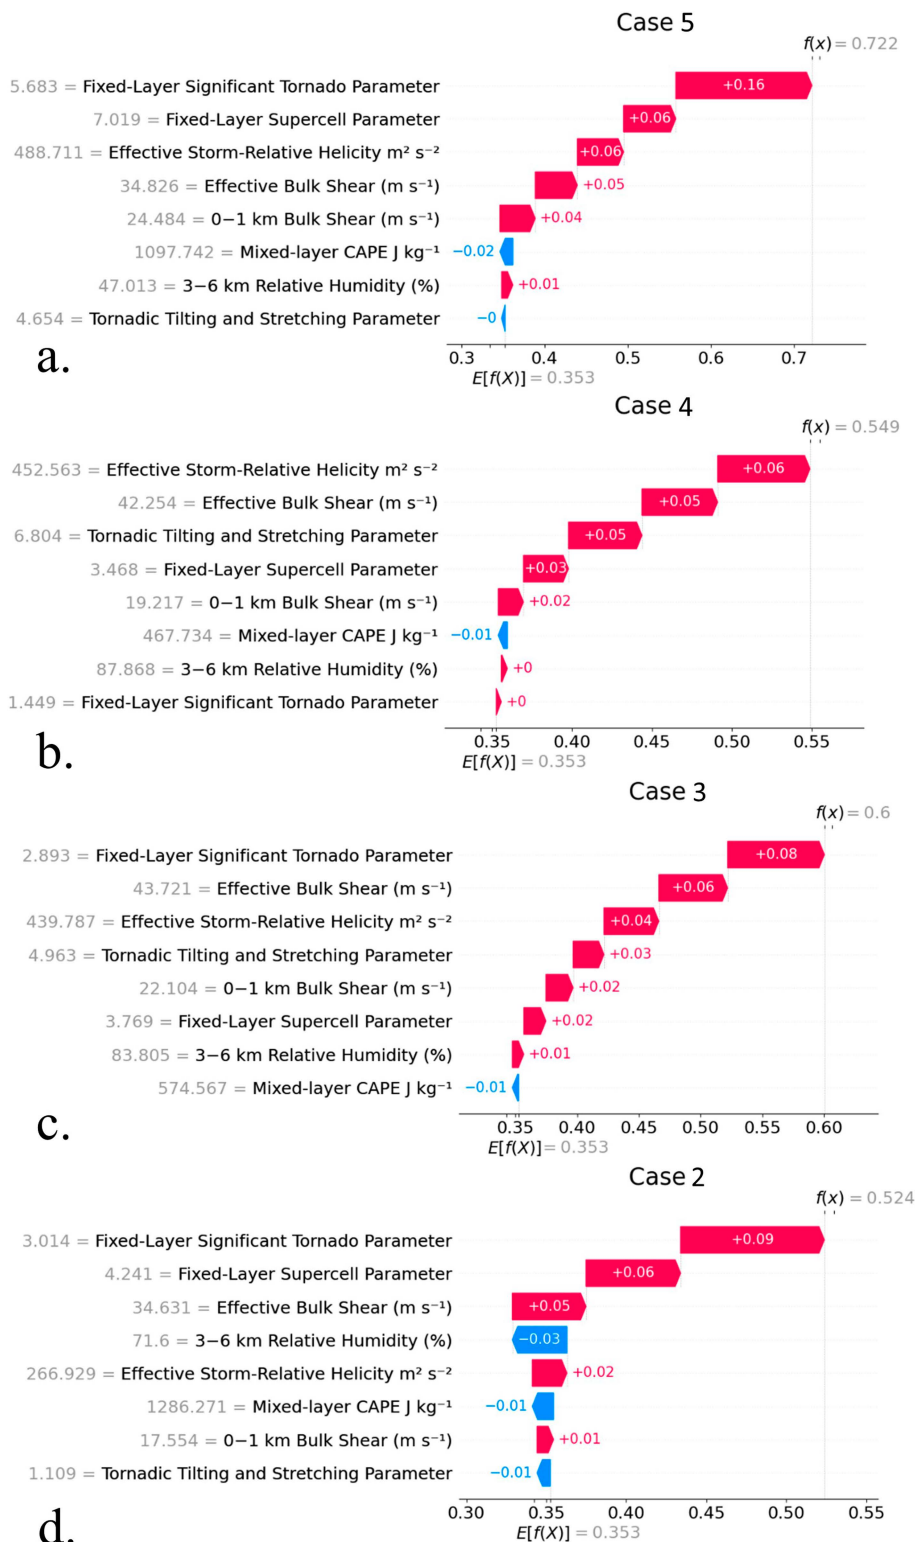 Case 5
f(x) = 0.722
5.683 = Fixed-Layer Significant Tornado Parameter +0.16
7.019 = Fixed-Layer Supercell Parameter +0.06
488.711 = Effective Storm-Relative Helicity m² s⁻² +0.06
34.826 = Effective Bulk Shear (m s⁻¹) +0.05
24.484 = 0−1 km Bulk Shear (m s⁻¹) +0.04
1097.742 = Mixed-layer CAPE J kg⁻¹ −0.02
47.013 = 3−6 km Relative Humidity (%) +0.01
4.654 = Tornadic Tilting and Stretching Parameter −0
a.
0.3 0.4 0.5 0.6 0.7
E[f(X)] = 0.353
Case 4
f(x) = 0.549
452.563 = Effective Storm-Relative Helicity m² s⁻² +0.06
42.254 = Effective Bulk Shear (m s⁻¹) +0.05
6.804 = Tornadic Tilting and Stretching Parameter +0.05
3.468 = Fixed-Layer Supercell Parameter +0.03
19.217 = 0−1 km Bulk Shear (m s⁻¹) +0.02
467.734 = Mixed-layer CAPE J kg⁻¹ −0.01
87.868 = 3−6 km Relative Humidity (%) +0
1.449 = Fixed-Layer Significant Tornado Parameter +0
b.
0.35 0.40 0.45 0.50 0.55
E[f(X)] = 0.353
Case 3
f(x) = 0.6
2.893 = Fixed-Layer Significant Tornado Parameter +0.08
43.721 = Effective Bulk Shear (m s⁻¹) +0.06
439.787 = Effective Storm-Relative Helicity m² s⁻² +0.04
4.963 = Tornadic Tilting and Stretching Parameter +0.03
22.104 = 0−1 km Bulk Shear (m s⁻¹) +0.02
3.769 = Fixed-Layer Supercell Parameter +0.02
83.805 = 3−6 km Relative Humidity (%) +0.01
574.567 = Mixed-layer CAPE J kg⁻¹ −0.01
c.
0.35 0.40 0.45 0.50 0.55 0.60
E[f(X)] = 0.353
Case 2
f(x) = 0.524
3.014 = Fixed-Layer Significant Tornado Parameter +0.09
4.241 = Fixed-Layer Supercell Parameter +0.06
34.631 = Effective Bulk Shear (m s⁻¹) +0.05
71.6 = 3−6 km Relative Humidity (%) −0.03
266.929 = Effective Storm-Relative Helicity m² s⁻² +0.02
1286.271 = Mixed-layer CAPE J kg⁻¹ −0.01
17.554 = 0−1 km Bulk Shear (m s⁻¹) +0.01
1.109 = Tornadic Tilting and Stretching Parameter −0.01
d.
0.30 0.35 0.40 0.45 0.50 0.55
E[f(X)] = 0.353